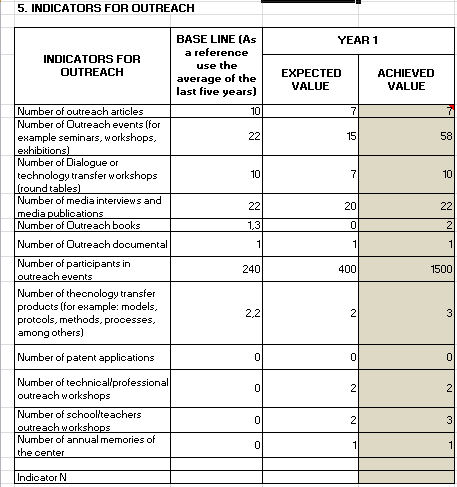 5. INDICATORS FOR OUTREACH
INDICATORS FOR
OUTREACH
BASE LINE (As
a reference
use the
average of the
last five years)
YEAR 1
EXPECTED
VALUE
ACHIEVED
VALUE
Number of outreach articles 10 7 7
Number of Outreach events (for
example seminars, workshops,
exhibitions) 22 15 58
Number of Dialogue or
technology transfer workshops
(round tables) 10 7 10
Number of media interviews and
media publications 22 20 22
Number of Outreach books 1,3 0 2
Number of Outreach documental 1 1 1
Number of participants in
outreach events 240 400 1500
Number of thecnology transfer
products (for example: models,
protcols, methods, processes,
among others) 2,2 2 3
Number of patent applications 0 0 0
Number of technical/professional
outreach workshops 0 2 2
Number of school/teachers
outreach workshops 0 2 3
Number of annual memories of
the center 0 1 1
Indicator N